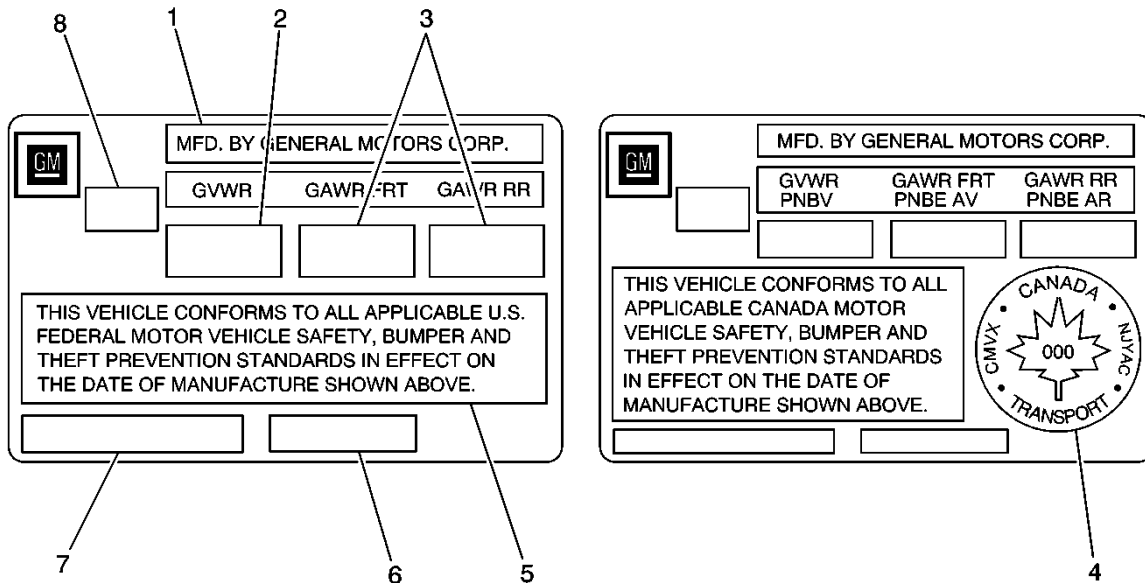 8 1 2 3
GM
MFD. BY GENERAL MOTORS CORP.
GVWR GAWR FRT GAWR RR
THIS VEHICLE CONFORMS TO ALL APPLICABLE U.S.
FEDERAL MOTOR VEHICLE SAFETY, BUMPER AND
THEFT PREVENTION STANDARDS IN EFFECT ON
THE DATE OF MANUFACTURE SHOWN ABOVE.
7 6 5
GM
MFD. BY GENERAL MOTORS CORP.
GVWR GAWR FRT GAWR RR
PNBV PNBE AV PNBE AR
THIS VEHICLE CONFORMS TO ALL
APPLICABLE CANADA MOTOR
VEHICLE SAFETY, BUMPER AND
THEFT PREVENTION STANDARDS
IN EFFECT ON THE DATE OF
MANUFACTURE SHOWN ABOVE.
CANADA
CMVX 000 NJYAC
TRANSPORT
4